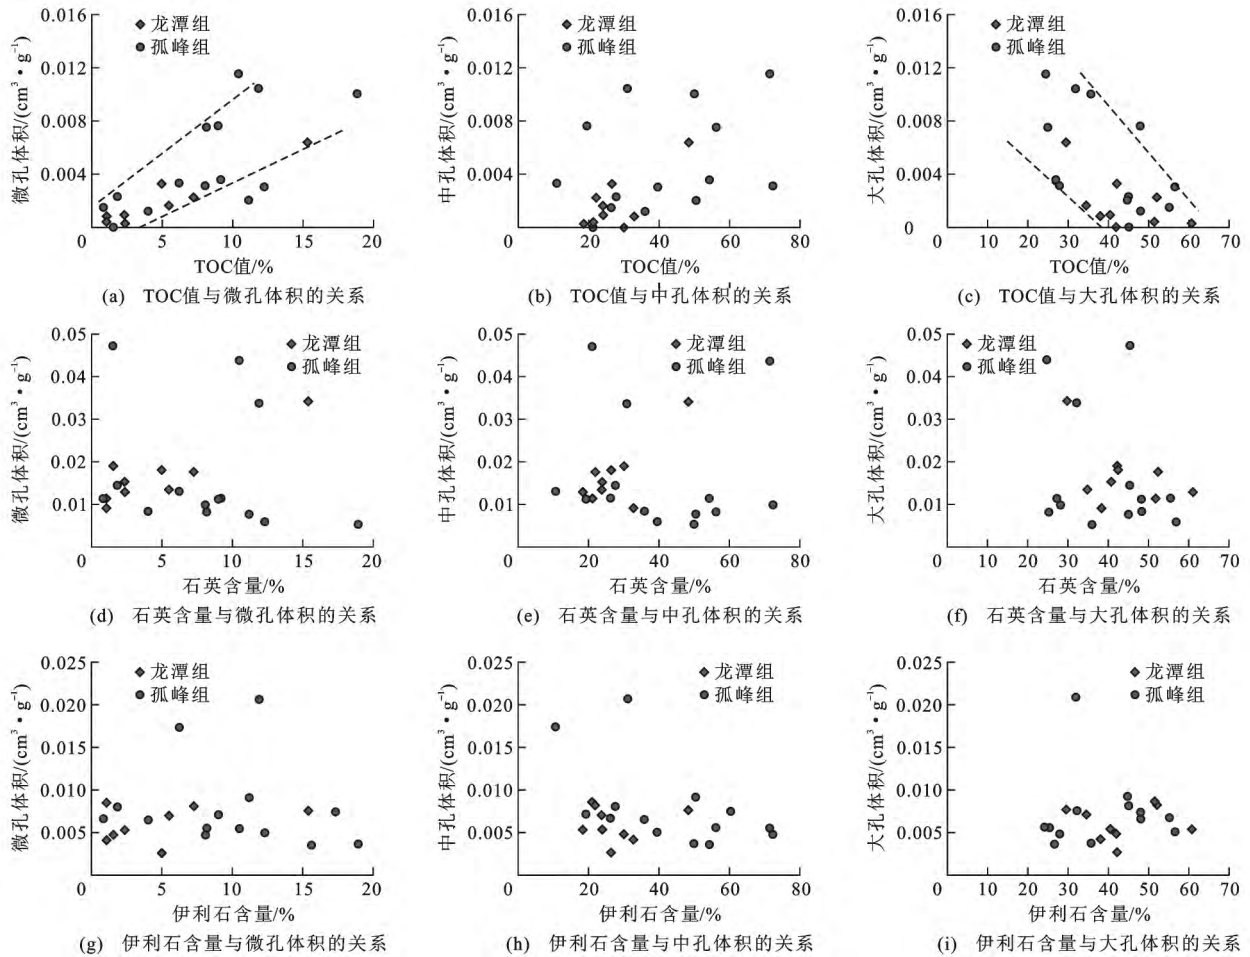 0.016
0.012
0.008
0.004
微孔体积/(cm³·g⁻¹)
龙潭组
孤峰组
0 5 10 15 20
TOC值/%
(a) TOC值与微孔体积的关系
0.016
0.012
0.008
0.004
中孔体积/(cm³·g⁻¹)
龙潭组
孤峰组
0 20 40 60 80
TOC值/%
(b) TOC值与中孔体积的关系
0.016
0.012
0.008
0.004
0
大孔体积/(cm³·g⁻¹)
龙潭组
孤峰组
0 10 20 30 40 50 60 70
TOC值/%
(c) TOC值与大孔体积的关系
0.05
0.04
0.03
0.02
0.01
微孔体积/(cm³·g⁻¹)
龙潭组
孤峰组
0 5 10 15 20
石英含量/%
(d) 石英含量与微孔体积的关系
0.05
0.04
0.03
0.02
0.01
中孔体积/(cm³·g⁻¹)
龙潭组
孤峰组
0 20 40 60 80
石英含量/%
(e) 石英含量与中孔体积的关系
0.05
0.04
0.03
0.02
0.01
大孔体积/(cm³·g⁻¹)
龙潭组
孤峰组
0 10 20 30 40 50 60 70
石英含量/%
(f) 石英含量与大孔体积的关系
0.025
0.020
0.015
0.010
0.005
微孔体积/(cm³·g⁻¹)
龙潭组
孤峰组
0 5 10 15 20
伊利石含量/%
(g) 伊利石含量与微孔体积的关系
0.025
0.020
0.015
0.010
0.005
中孔体积/(cm³·g⁻¹)
龙潭组
孤峰组
0 20 40 60 80
伊利石含量/%
(h) 伊利石含量与中孔体积的关系
0.025
0.020
0.015
0.010
0.005
大孔体积/(cm³·g⁻¹)
龙潭组
孤峰组
0 10 20 30 40 50 60 70
伊利石含量/%
(i) 伊利石含量与大孔体积的关系